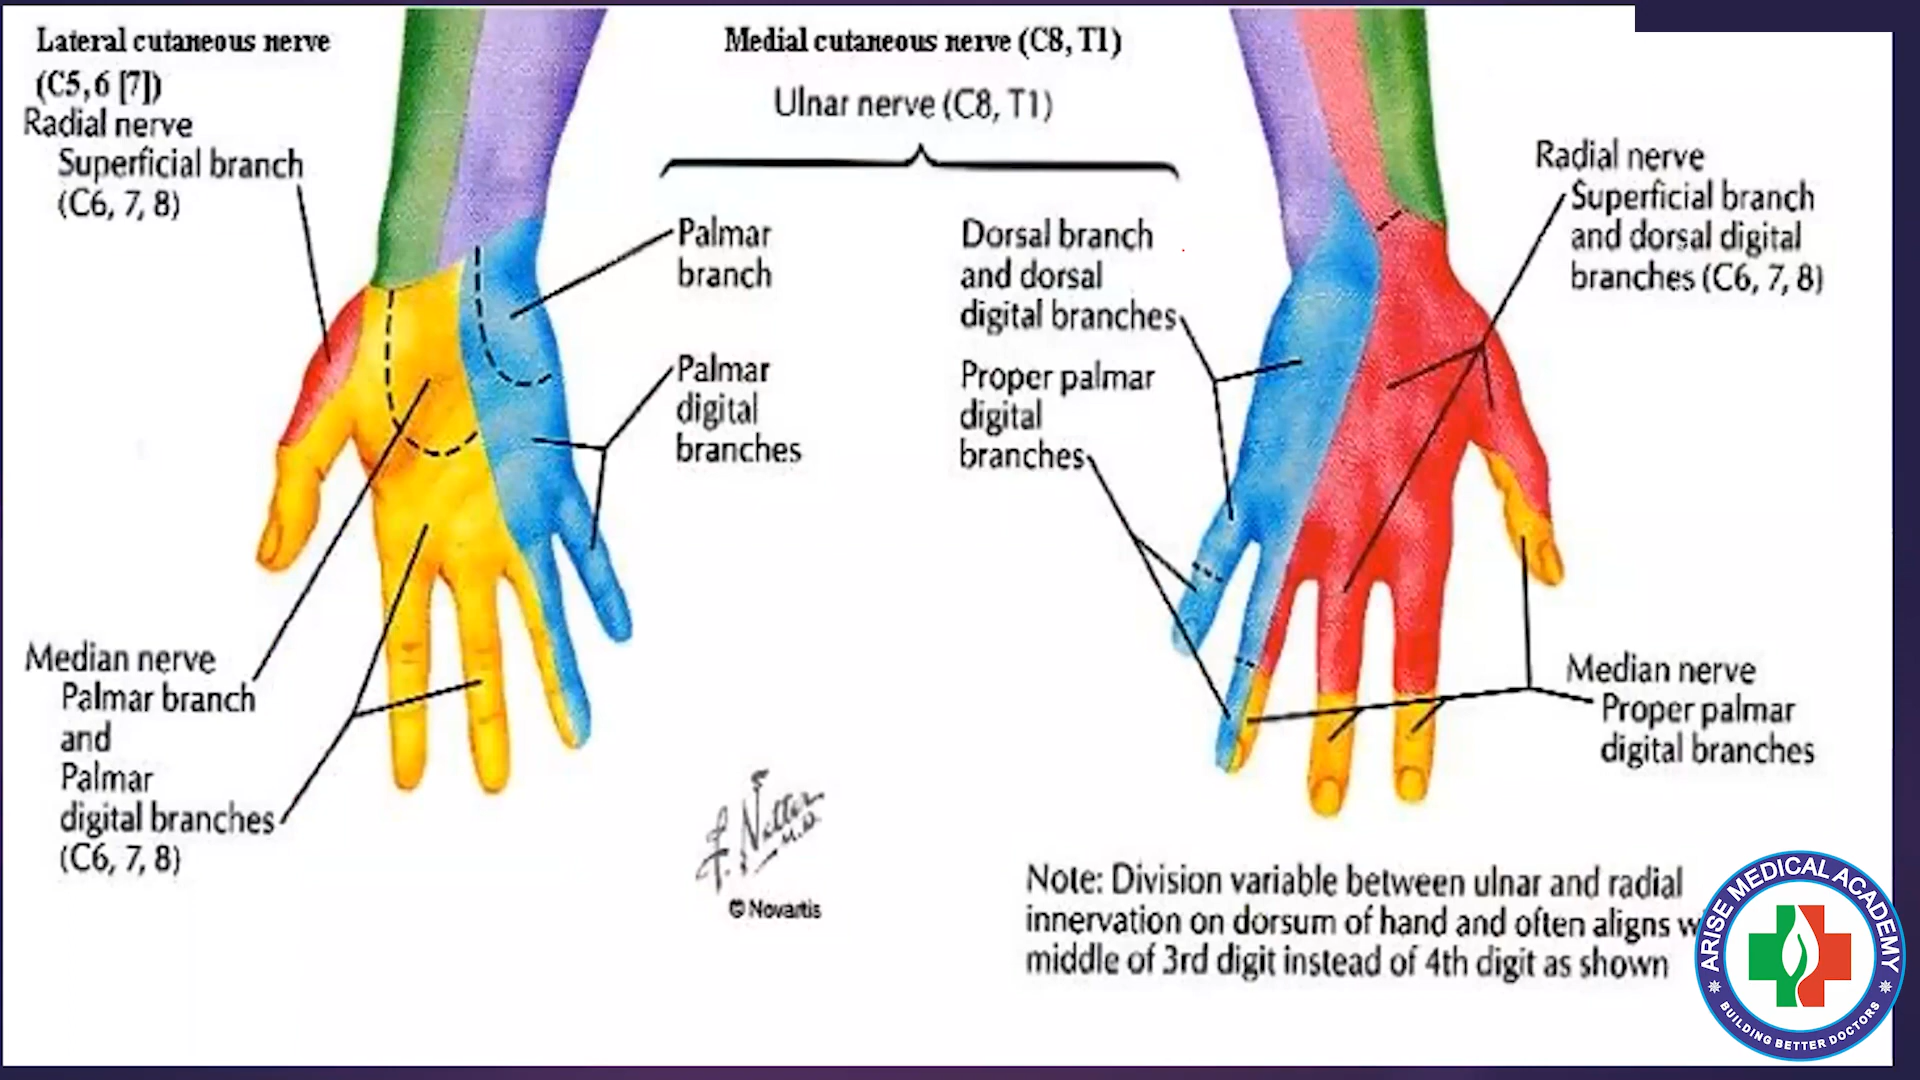 Lateral cutaneous nerve
(C5, 6 [7])
Radial nerve
Superficial branch
(C6, 7, 8)
Medial cutaneous nerve (C8, T1)
Ulnar nerve (C8, T1)
Palmar
branch
Palmar
digital
branches
Dorsal branch
and dorsal
digital branches
Proper palmar
digital
branches
Radial nerve
Superficial branch
and dorsal digital
branches (C6, 7, 8)
Median nerve
Palmar branch
and
Palmar
digital branches
(C6, 7, 8)
Median nerve
Proper palmar
digital branches
F. Netter
M.D.
© Novartis
Note: Division variable between ulnar and radial
innervation on dorsum of hand and often aligns
middle of 3rd digit instead of 4th digit as shown
ARISE MEDICAL ACADEMY
BUILDING BETTER DOCTORS